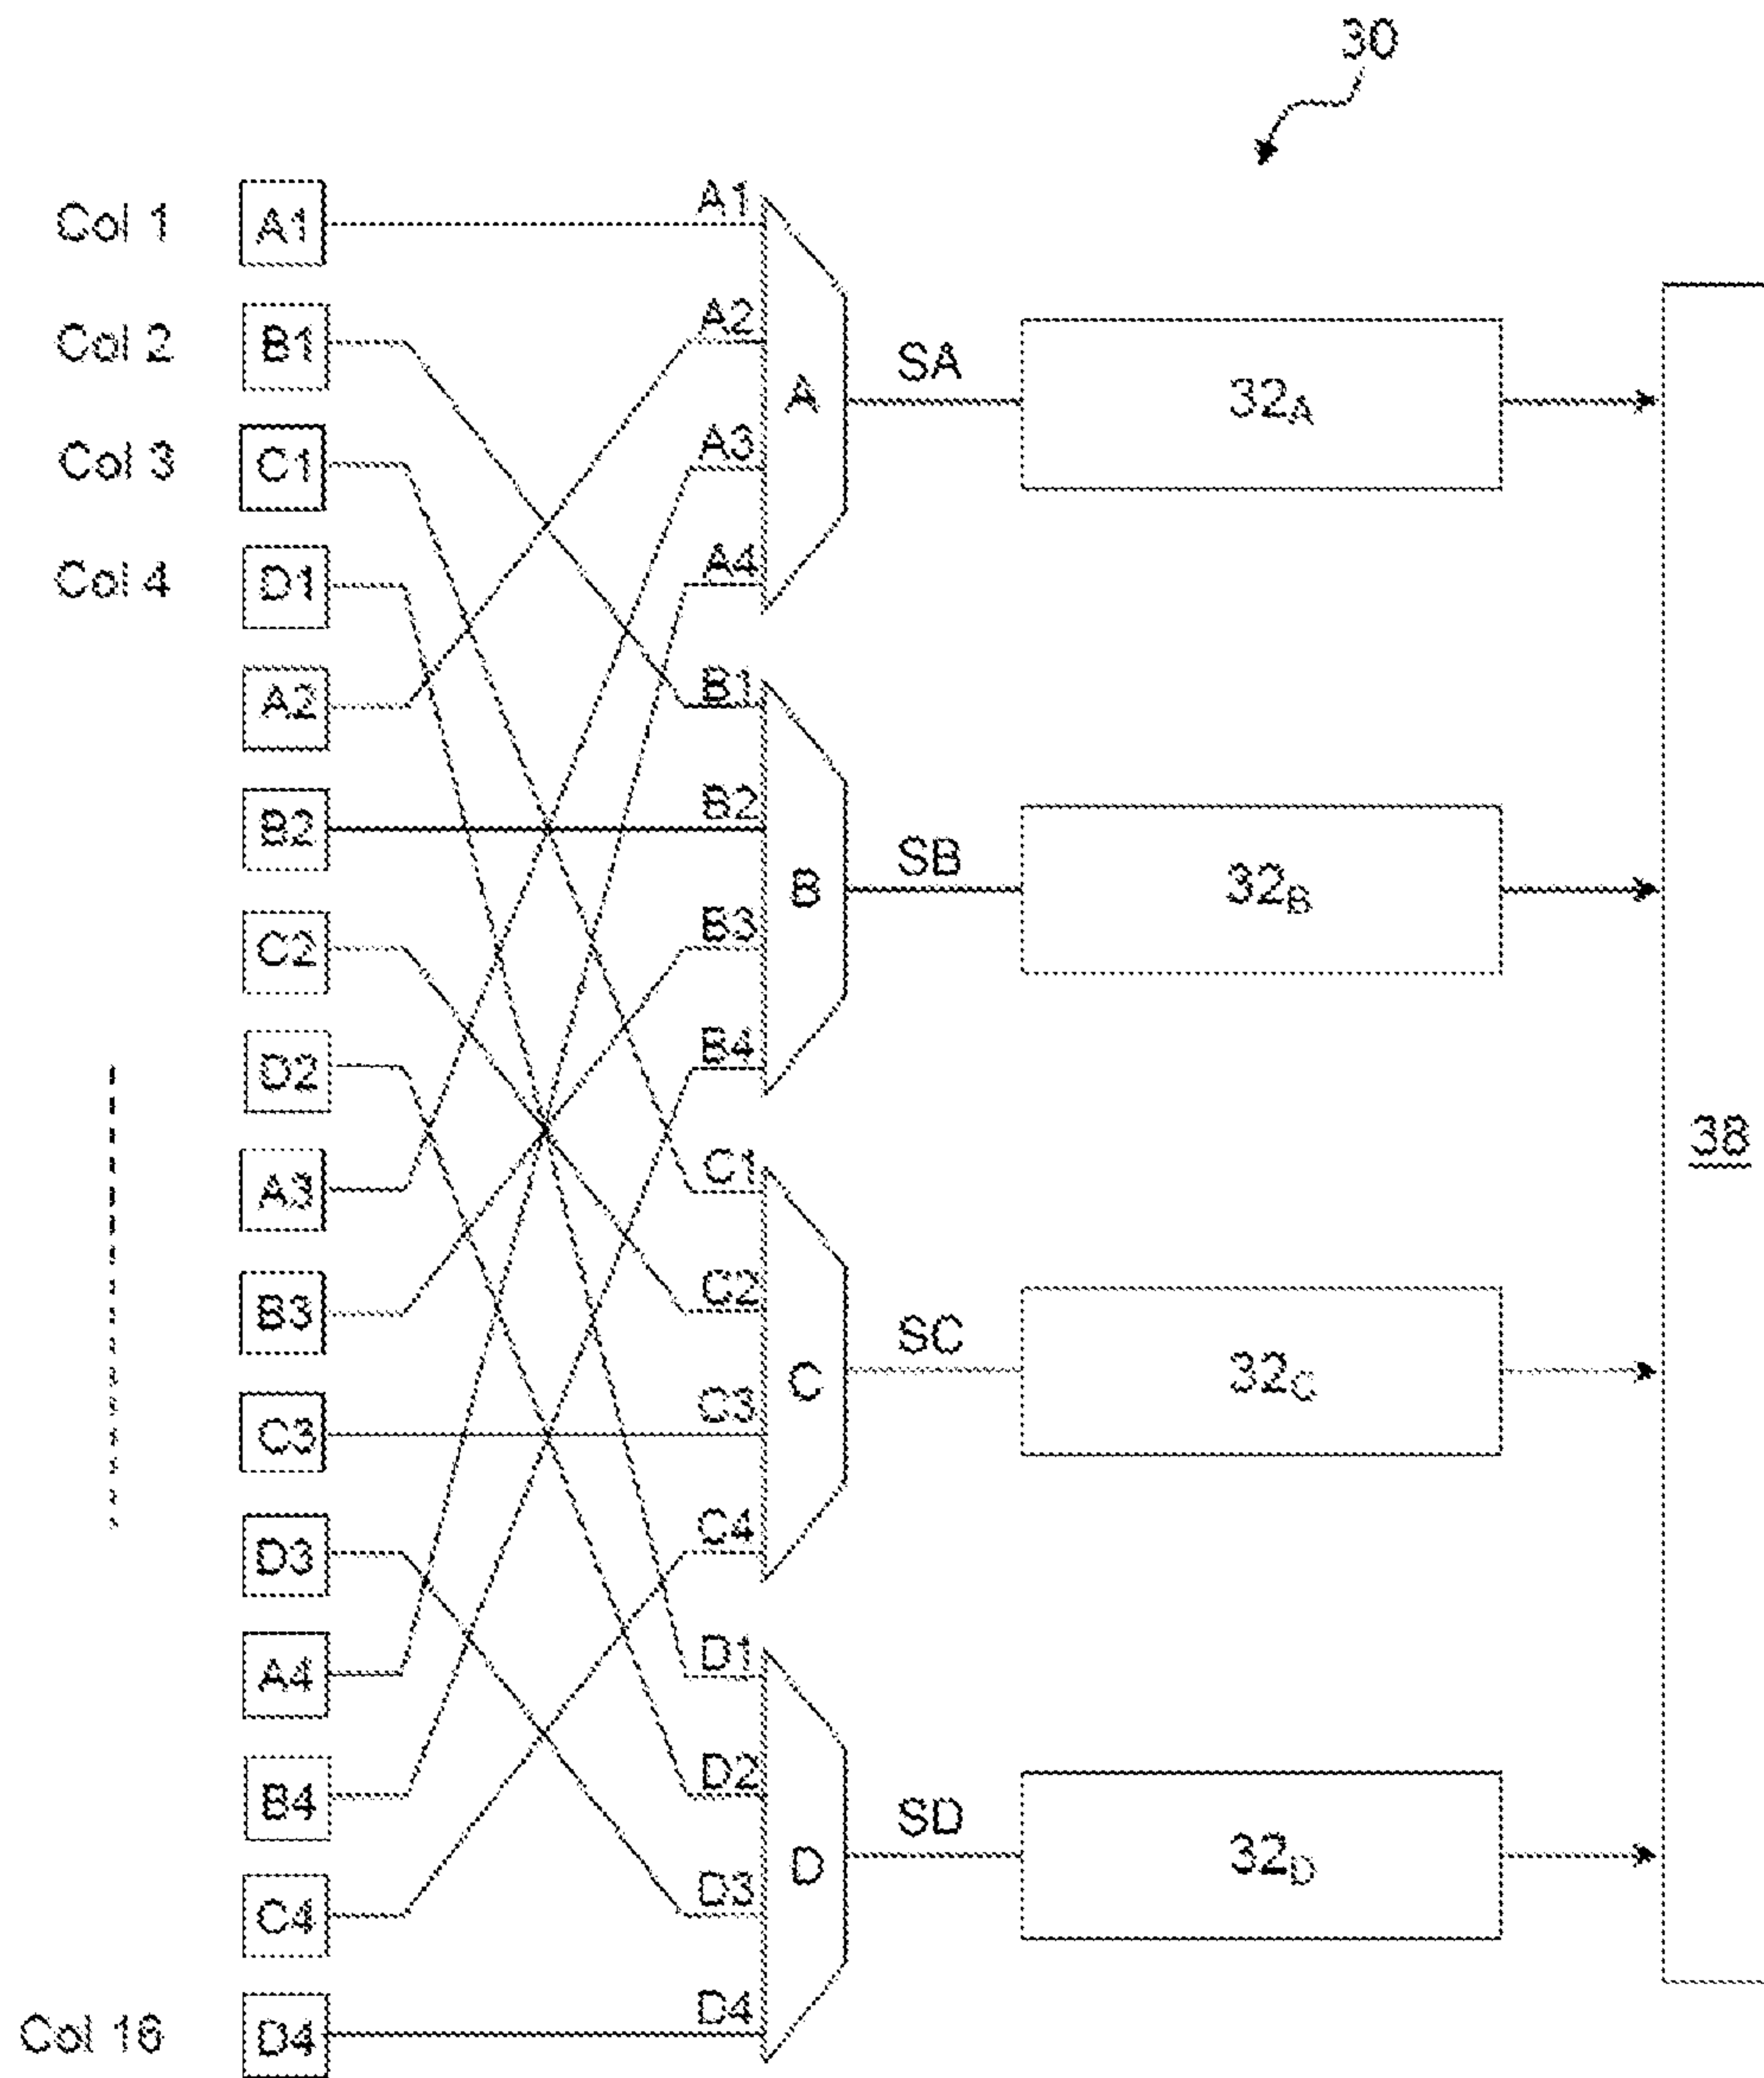 30
Col 1 A1 A1
Col 2 B1 A2
SA 32A
A
Col 3 C1 A3
Col 4 D1 A4
A2 B1
B2 B2
SB 32B
B
C2 B3
D2 B4
38
A3 C1
B3 C2
SC 32C
C
C3 C3
D3 C4
A4 D1
B4 D2
SD 32D
D
C4 D3
Col 16 D4 D4